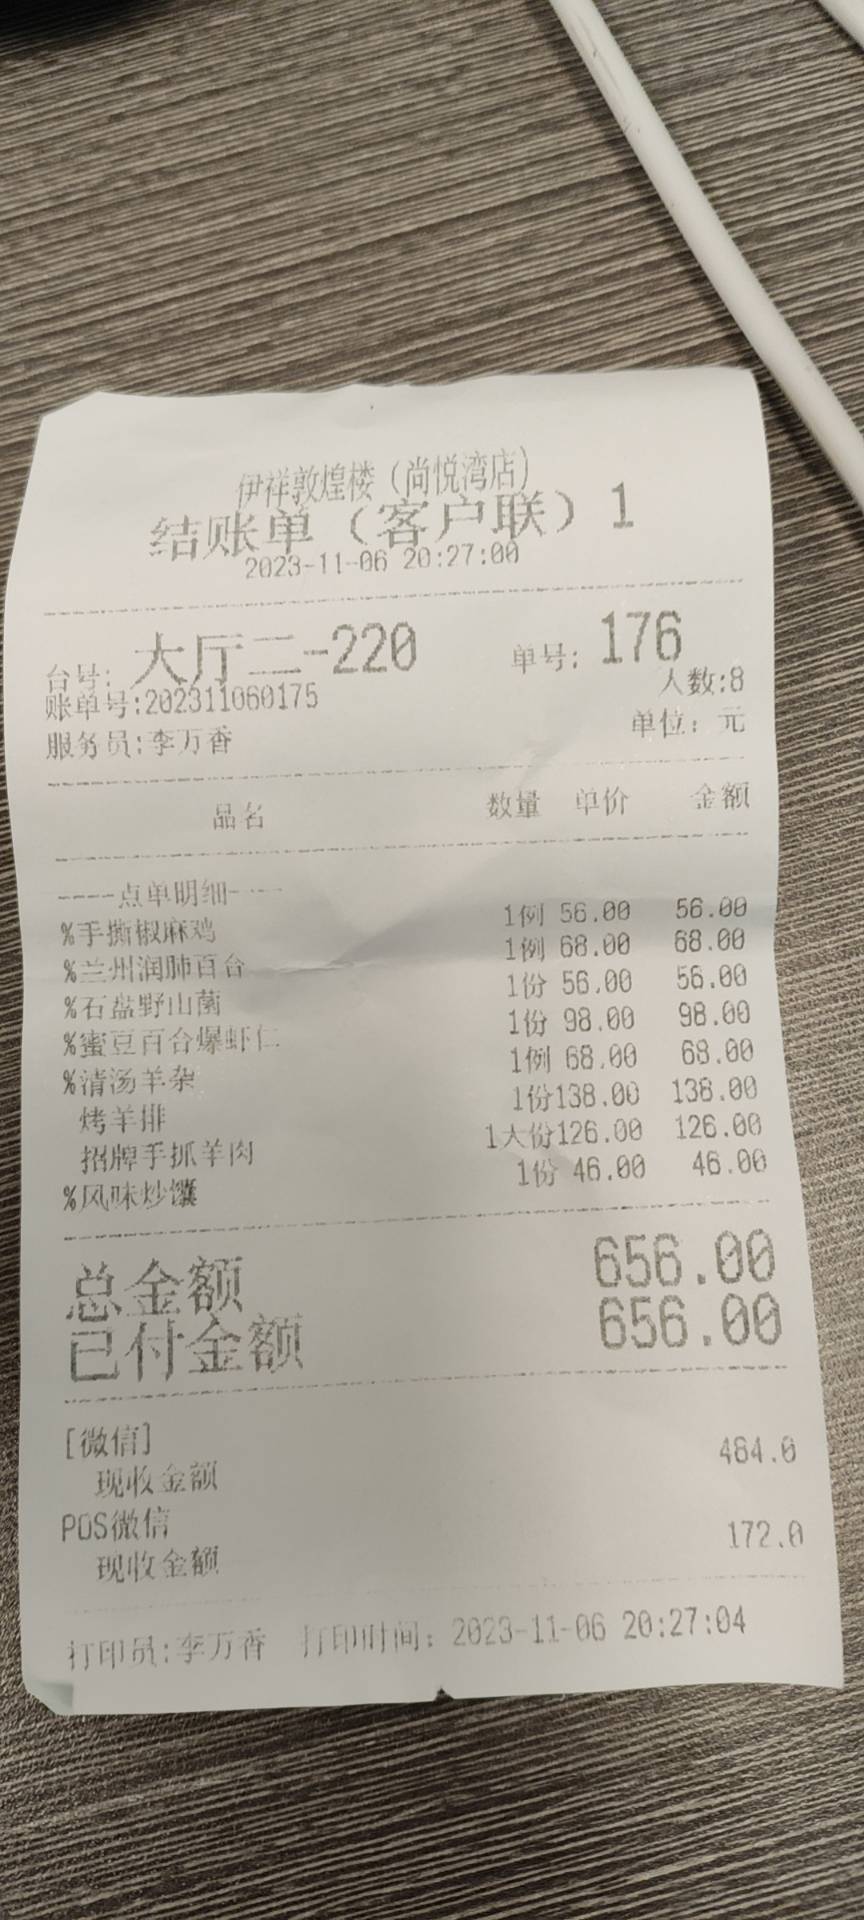 伊祥敦煌楼（尚悦湾店）
结账单（客户联）1
2023-11-06 20:27:00
台号: 大厅二-220 单号: 176
账单号:202311060175 人数:8
服务员:李万香 单位: 元
品名 数量 单价 金额
----点单明细----
%手撕椒麻鸡 1例 56.00 56.00
%兰州润肺百合 1例 68.00 68.00
%石盘野山菌 1份 56.00 56.00
%蜜豆百合爆虾仁 1份 98.00 98.00
%清汤羊杂 1例 68.00 68.00
烤羊排 1份138.00 138.00
招牌手抓羊肉 1大份126.00 126.00
%风味炒馕 1份 46.00 46.00
总金额 656.00
已付金额 656.00
[微信]
现收金额 484.0
POS微信
现收金额 172.0
打印员:李万香 打印时间: 2023-11-06 20:27:04